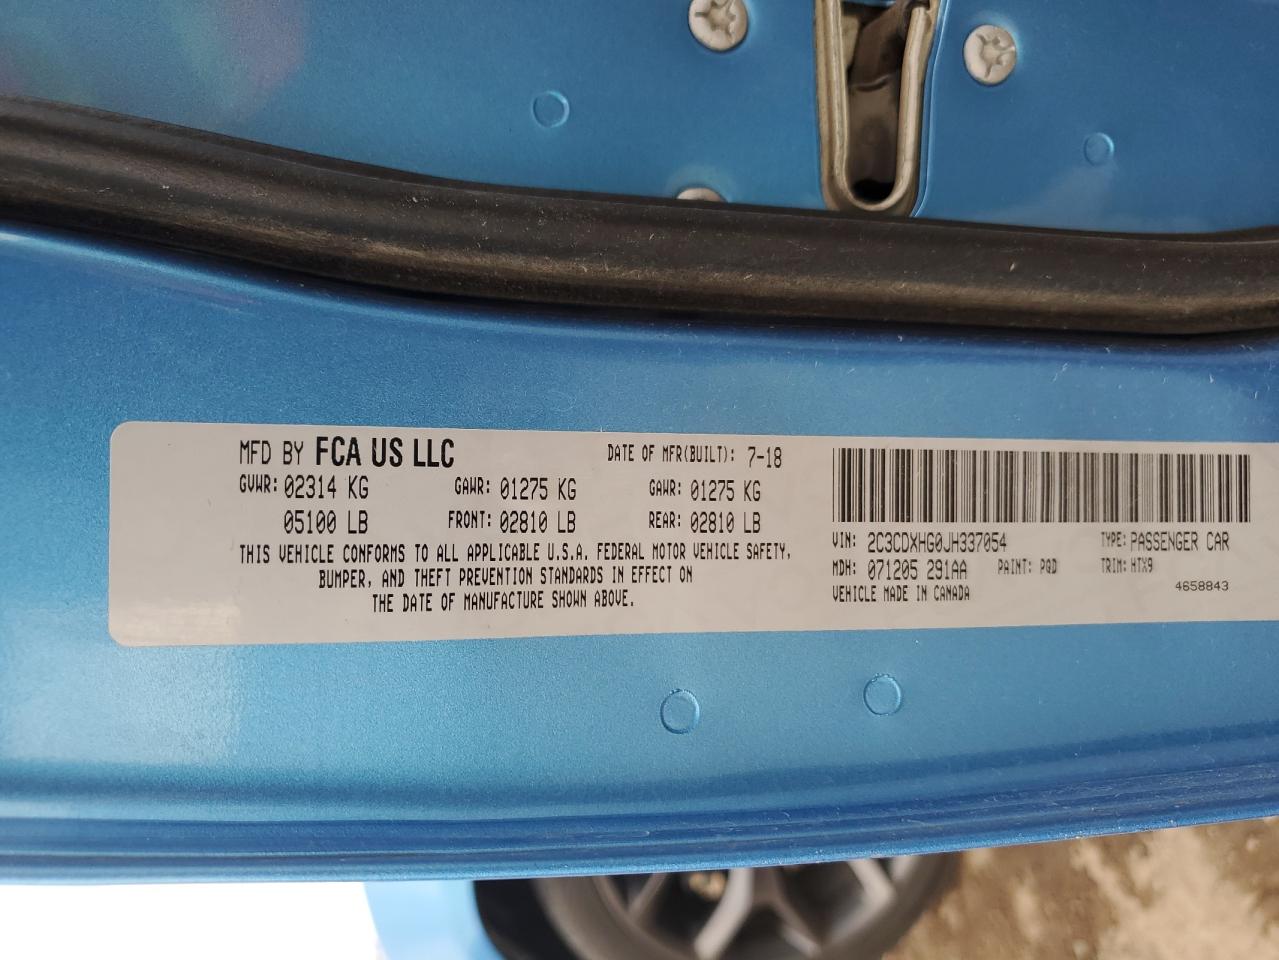 MFD BY FCA US LLC DATE OF MFR(BUILT): 7-18
GVWR: 02314 KG GAWR: 01275 KG GAWR: 01275 KG
05100 LB FRONT: 02810 LB REAR: 02810 LB
THIS VEHICLE CONFORMS TO ALL APPLICABLE U.S.A. FEDERAL MOTOR VEHICLE SAFETY,
BUMPER, AND THEFT PREVENTION STANDARDS IN EFFECT ON
THE DATE OF MANUFACTURE SHOWN ABOVE.
VIN: 2C3CDXHG0JH337054 TYPE: PASSENGER CAR
MDH: 071205 291AA PAINT: PQD TRIM: HTX9
VEHICLE MADE IN CANADA 4658843